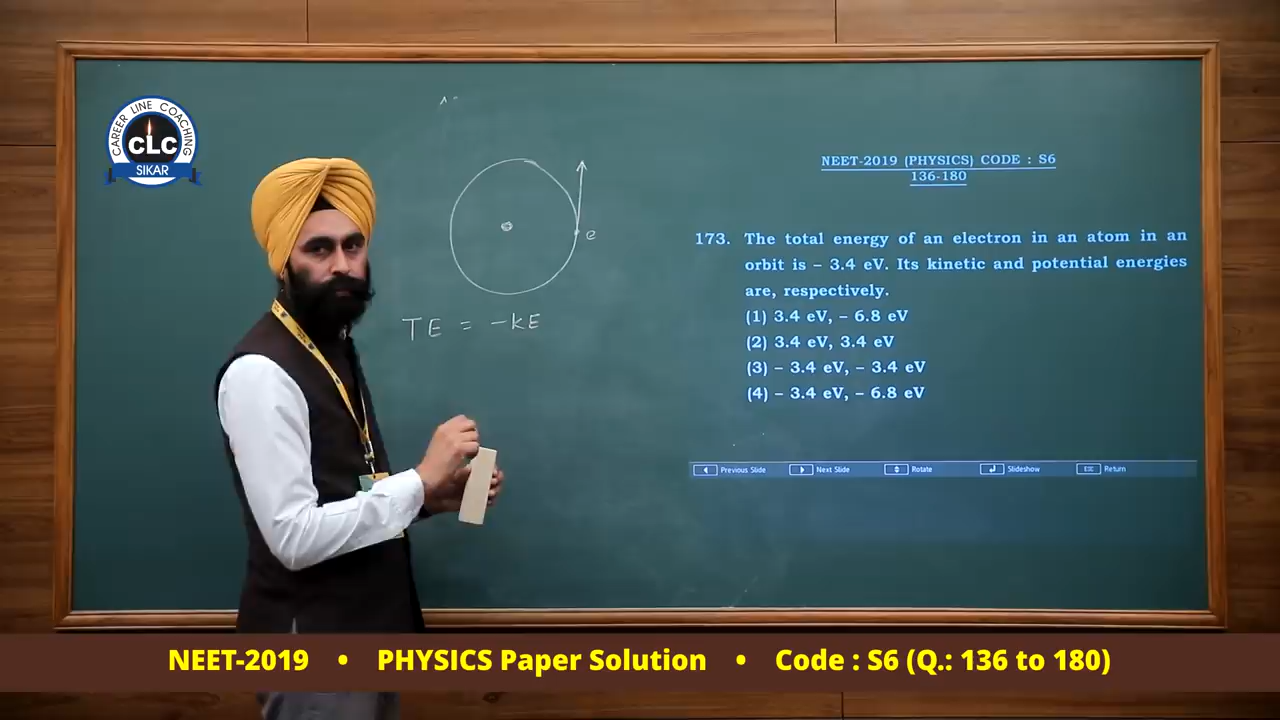 CAREER LINE COACHING
CLC
SIKAR
e
TE = -KE
NEET-2019 (PHYSICS) CODE : S6
136-180
173. The total energy of an electron in an atom in an
orbit is – 3.4 eV. Its kinetic and potential energies
are, respectively.
(1) 3.4 eV, – 6.8 eV
(2) 3.4 eV, 3.4 eV
(3) – 3.4 eV, – 3.4 eV
(4) – 3.4 eV, – 6.8 eV
Previous Slide Next Slide Rotate Slideshow ESC Return
NEET-2019 • PHYSICS Paper Solution • Code : S6 (Q.: 136 to 180)